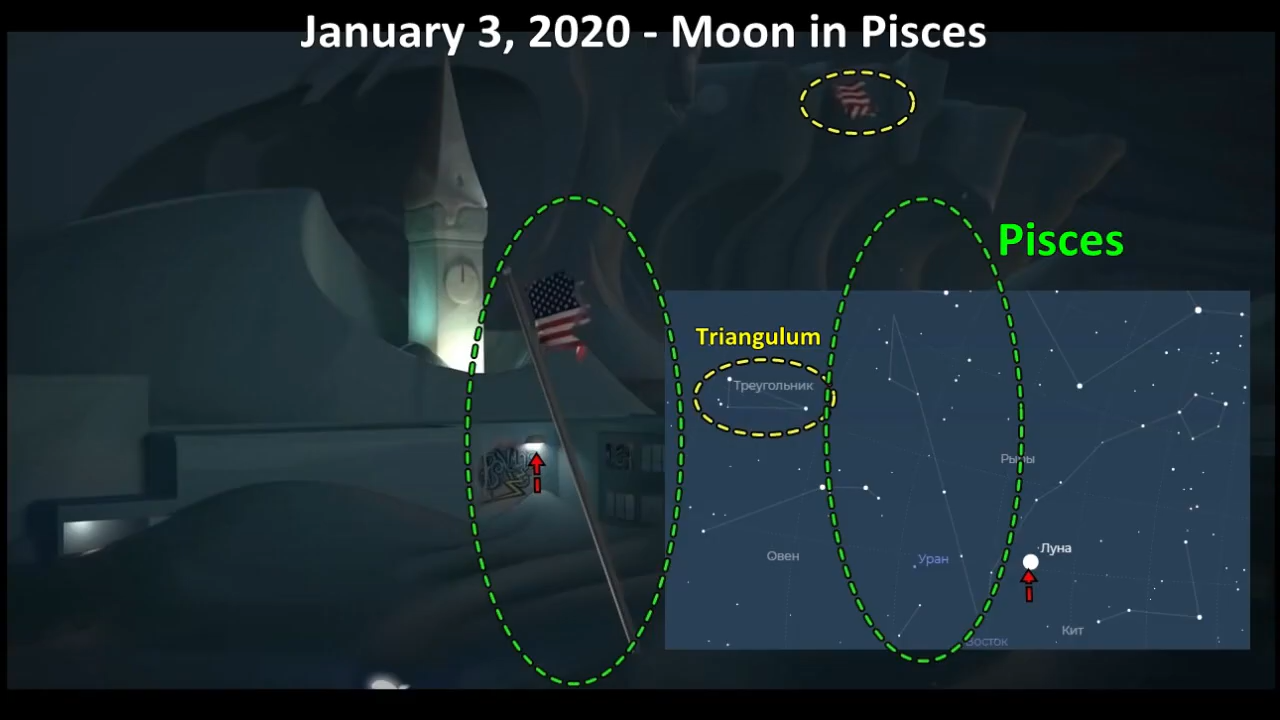 January 3, 2020 - Moon in Pisces
Pisces
Triangulum
Треугольник
Рыбы
Луна
Овен
Уран
Кит
Восток